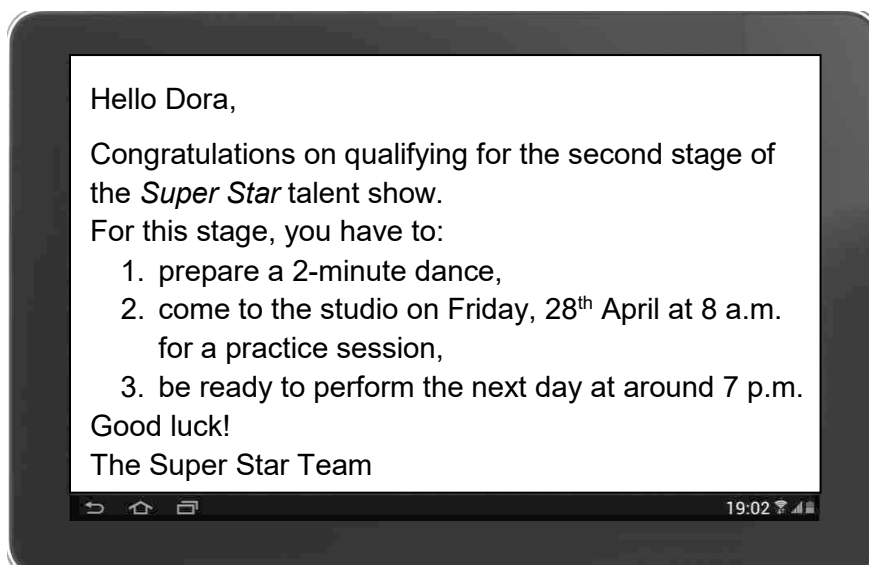 Hello Dora,
Congratulations on qualifying for the second stage of
the Super Star talent show.
For this stage, you have to:
1. prepare a 2-minute dance,
2. come to the studio on Friday, 28th April at 8 a.m.
for a practice session,
3. be ready to perform the next day at around 7 p.m.
Good luck!
The Super Star Team
19:02